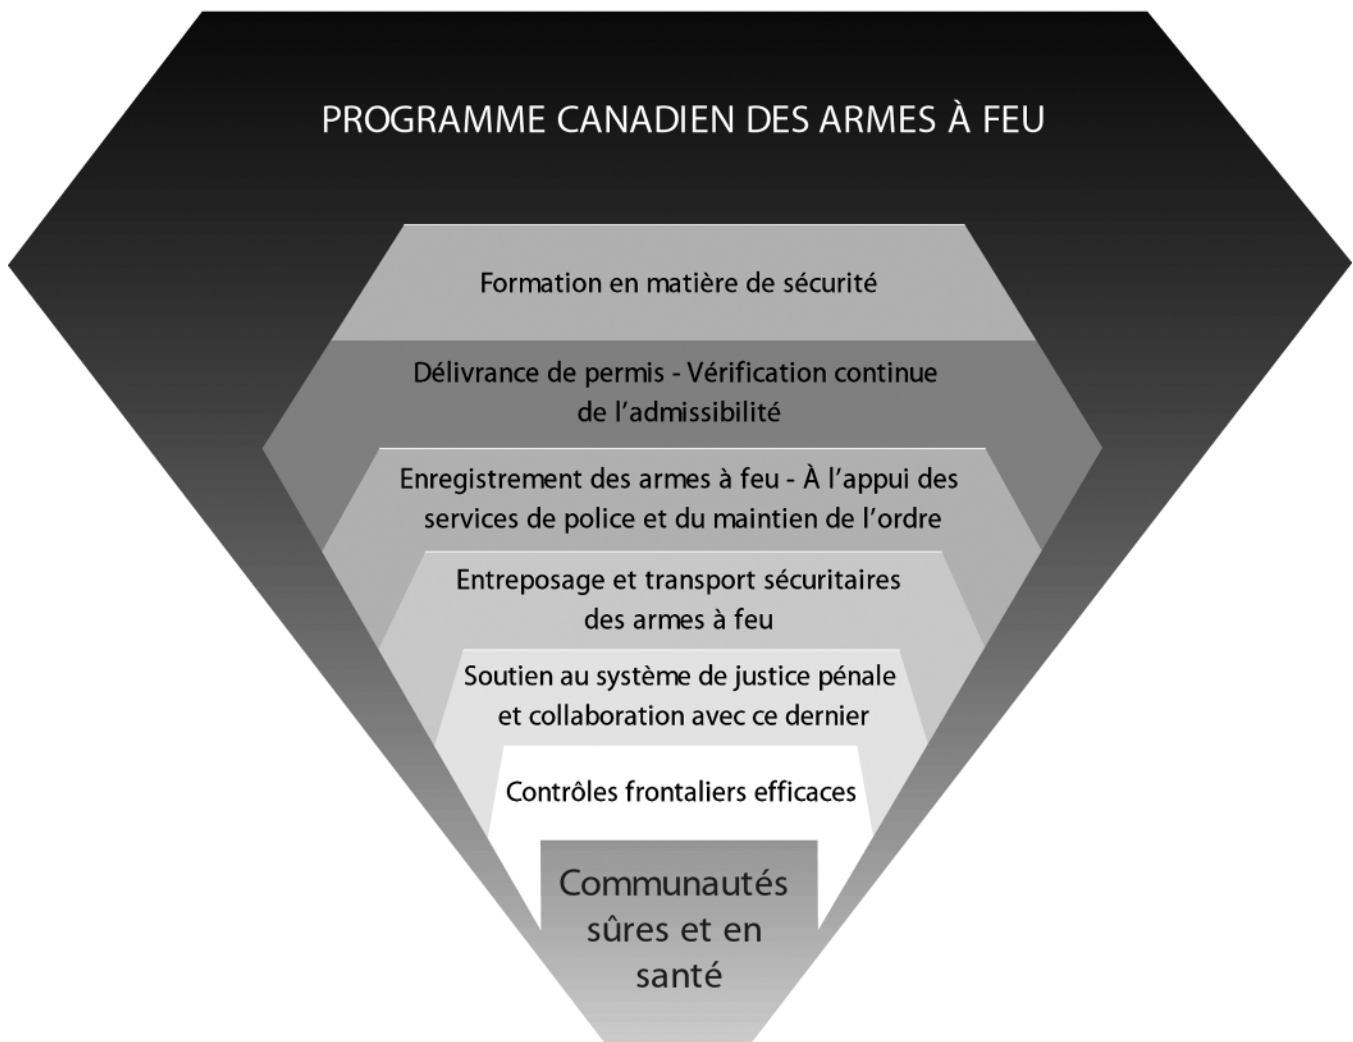 PROGRAMME CANADIEN DES ARMES À FEU
Formation en matière de sécurité
Délivrance de permis - Vérification continue
de l'admissibilité
Enregistrement des armes à feu - À l'appui des
services de police et du maintien de l'ordre
Entreposage et transport sécuritaires
des armes à feu
Soutien au système de justice pénale
et collaboration avec ce dernier
Contrôles frontaliers efficaces
Communautés
sûres et en
santé